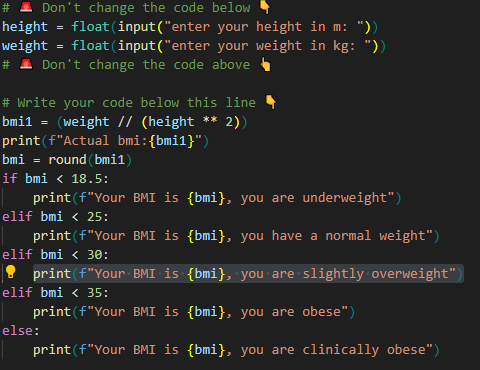 # 🚨 Don't change the code below 👇
height = float(input("enter your height in m: "))
weight = float(input("enter your weight in kg: "))
# 🚨 Don't change the code above 👆

# Write your code below this line 👇
bmi1 = (weight // (height ** 2))
print(f"Actual bmi:{bmi1}")
bmi = round(bmi1)
if bmi < 18.5:
    print(f"Your BMI is {bmi}, you are underweight")
elif bmi < 25:
    print(f"Your BMI is {bmi}, you have a normal weight")
elif bmi < 30:
    print(f"Your BMI is {bmi}, you are slightly overweight")
elif bmi < 35:
    print(f"Your BMI is {bmi}, you are obese")
else:
    print(f"Your BMI is {bmi}, you are clinically obese")